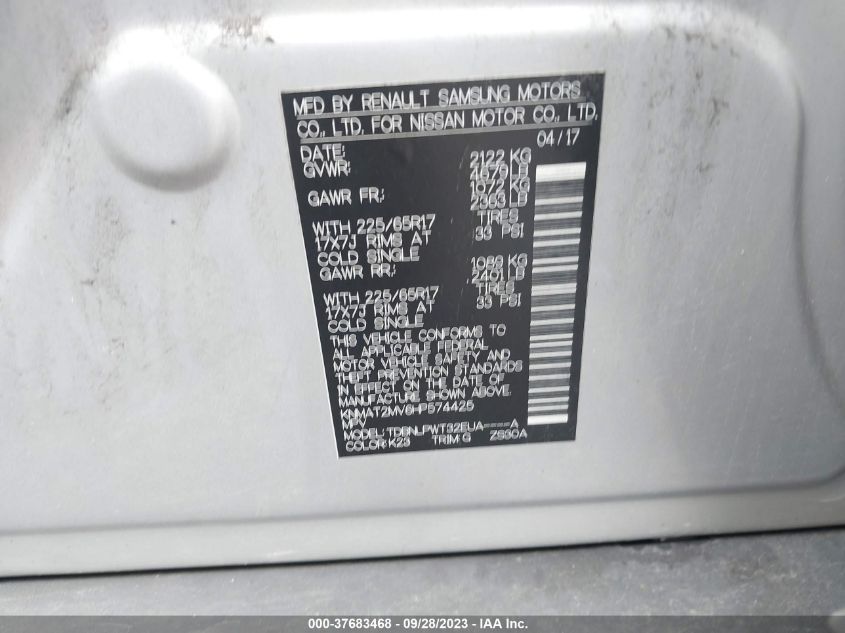 MFD BY RENAULT SAMSUNG MOTORS
CO., LTD. FOR NISSAN MOTOR CO., LTD.
DATE: 04/17
GVWR: 2122 KG
4679 LB
GAWR FR: 1072 KG
2363 LB
WITH 225/65R17 TIRES
17X7J RIMS AT 33 PSI
COLD SINGLE
GAWR RR: 1089 KG
2401 LB
WITH 225/65R17 TIRES
17X7J RIMS AT 33 PSI
COLD SINGLE
THIS VEHICLE CONFORMS TO
ALL APPLICABLE FEDERAL
MOTOR VEHICLE SAFETY AND
THEFT PREVENTION STANDARDS
IN EFFECT ON THE DATE OF
MANUFACTURE SHOWN ABOVE.
KNMAT2MV6HP574425
MPV
MODEL: TDBNLPWT32EUA----A
COLOR: K23 TRIM: G ZS30A
000-37683468 - 09/28/2023 - IAA Inc.